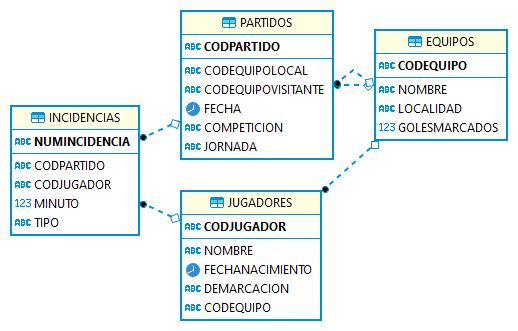 PARTIDOS
ABC CODPARTIDO
ABC CODEQUIPOLOCAL
ABC CODEQUIPOVISITANTE
FECHA
ABC COMPETICION
ABC JORNADA
EQUIPOS
ABC CODEQUIPO
ABC NOMBRE
ABC LOCALIDAD
123 GOLESMARCADOS
INCIDENCIAS
ABC NUMINCIDENCIA
ABC CODPARTIDO
ABC CODJUGADOR
123 MINUTO
ABC TIPO
JUGADORES
ABC CODJUGADOR
ABC NOMBRE
FECHANACIMIENTO
ABC DEMARCACION
ABC CODEQUIPO